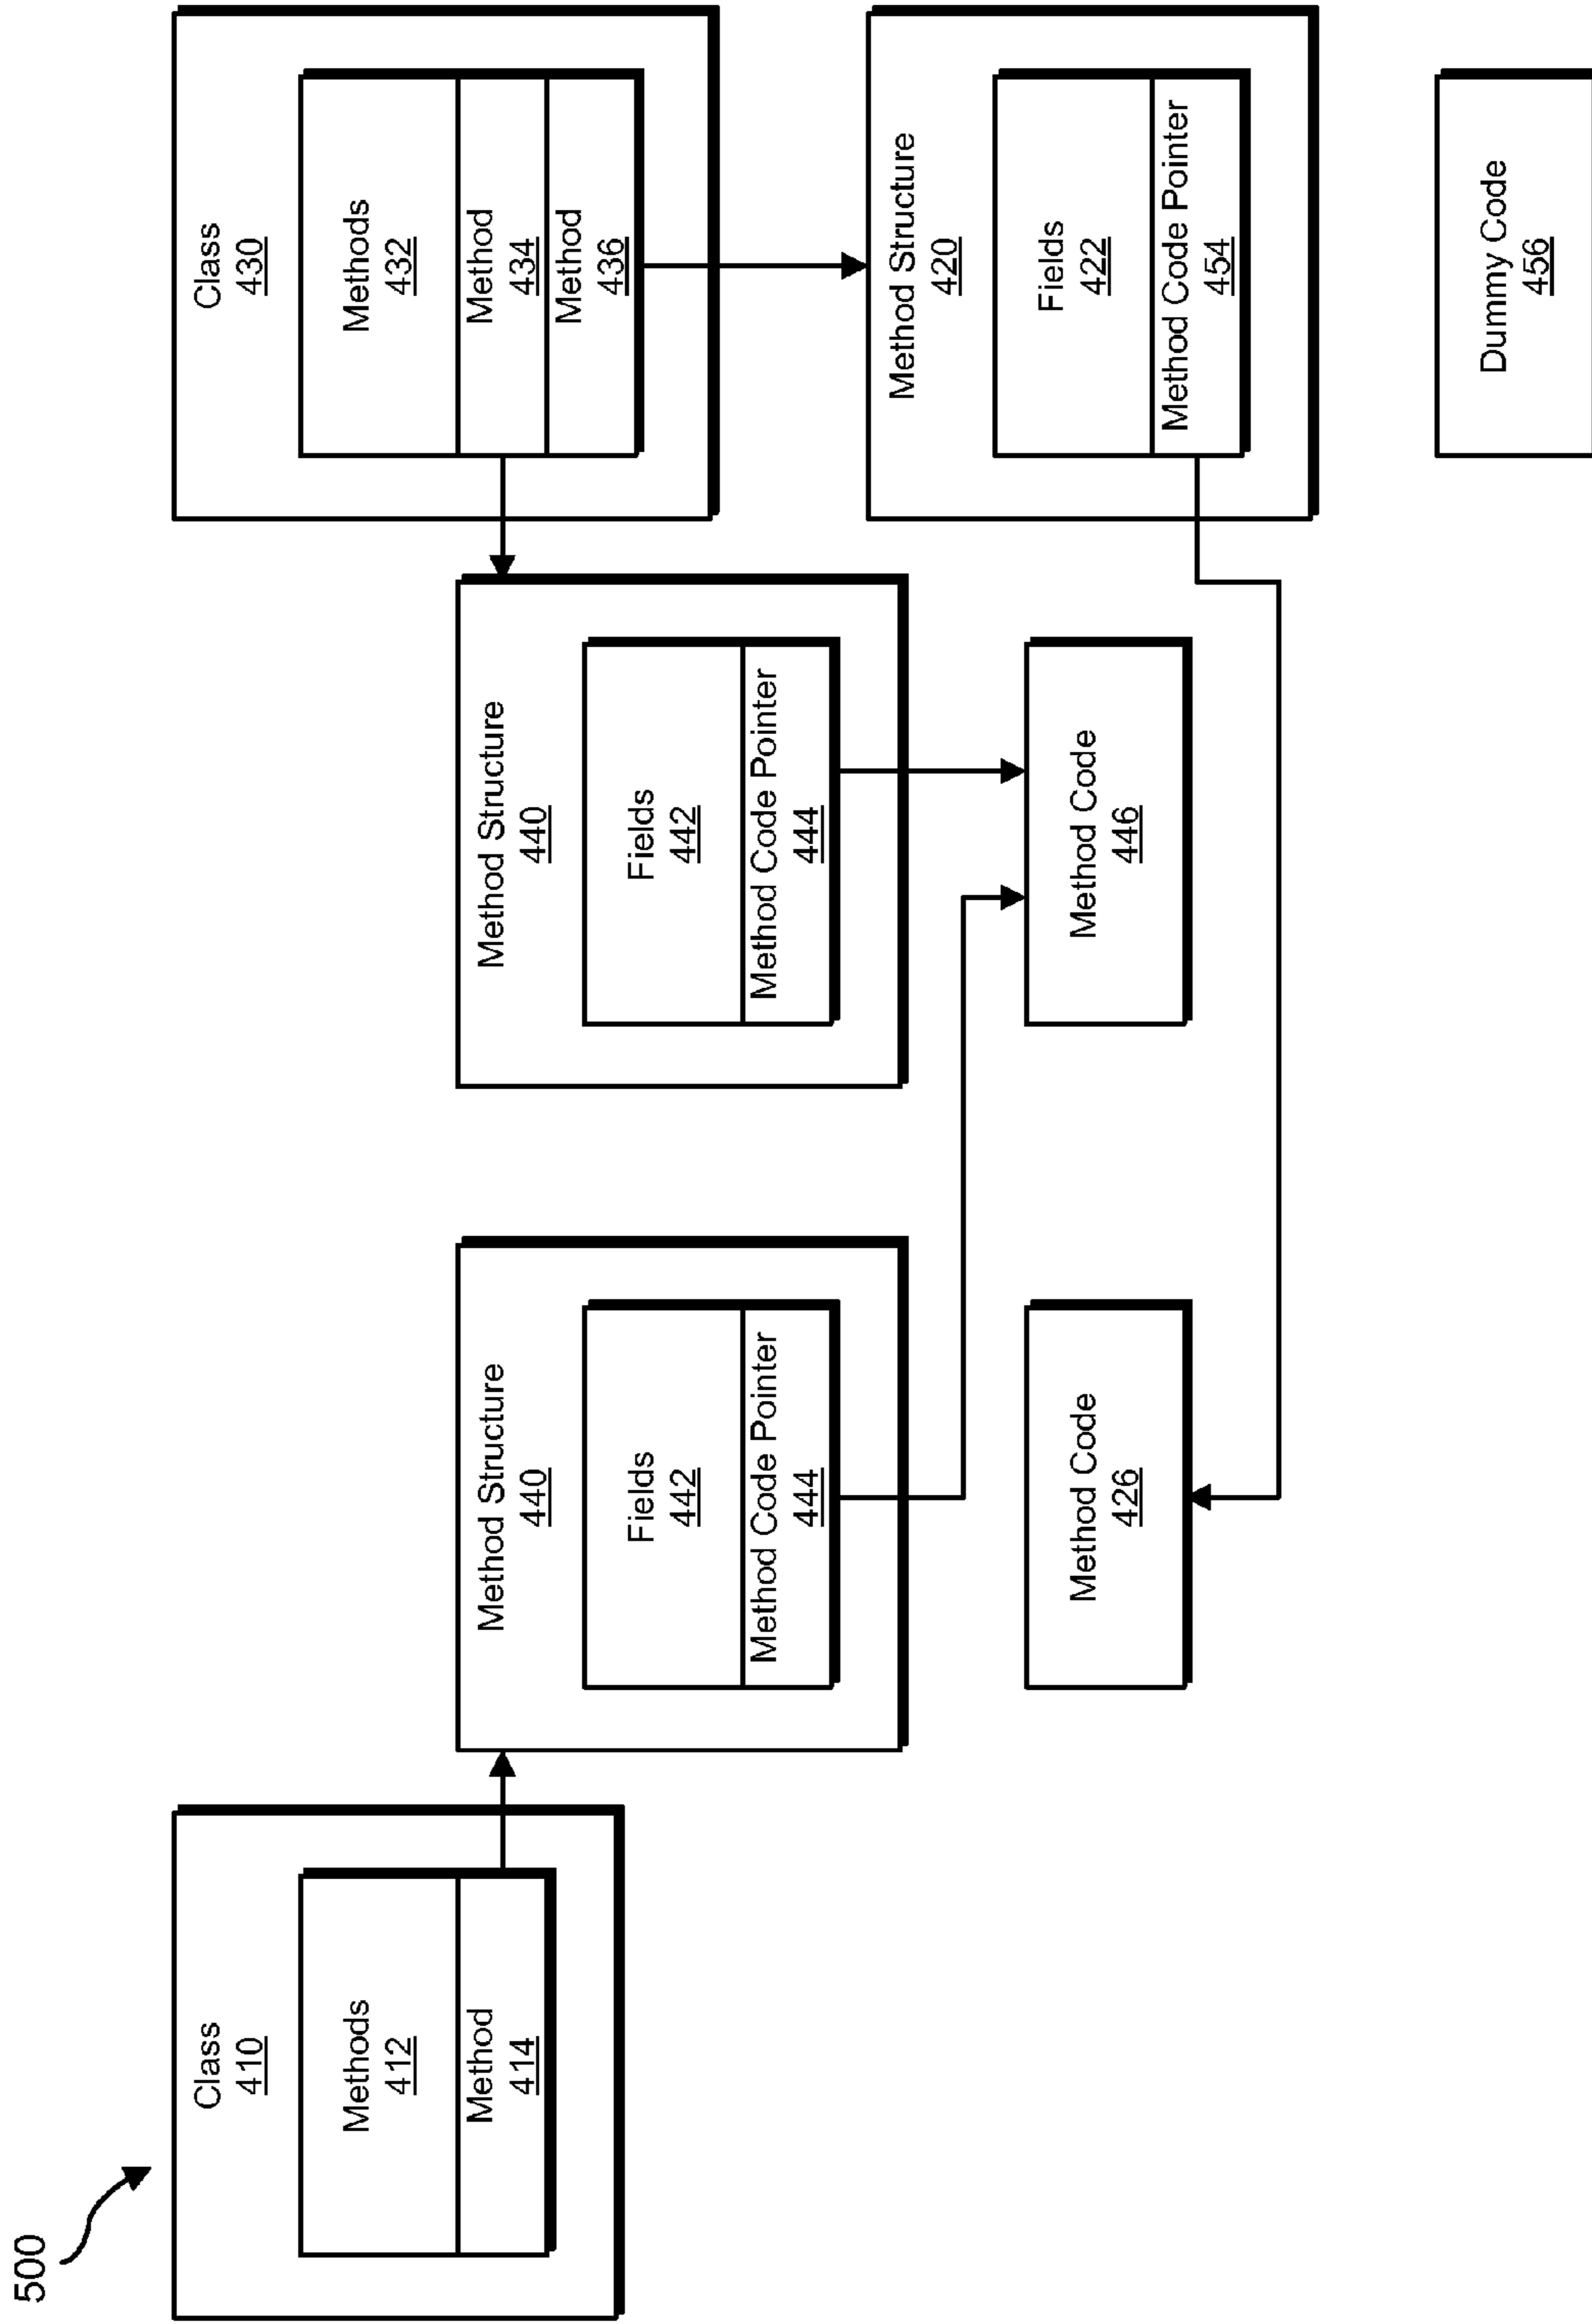 500
Class
410
Methods
412
Method
414
Method Structure
440
Fields
442
Method Code Pointer
444
Method Code
426
Method Structure
440
Fields
442
Method Code Pointer
444
Method Code
446
Class
430
Methods
432
Method
434
Method
436
Method Structure
420
Fields
422
Method Code Pointer
454
Dummy Code
456